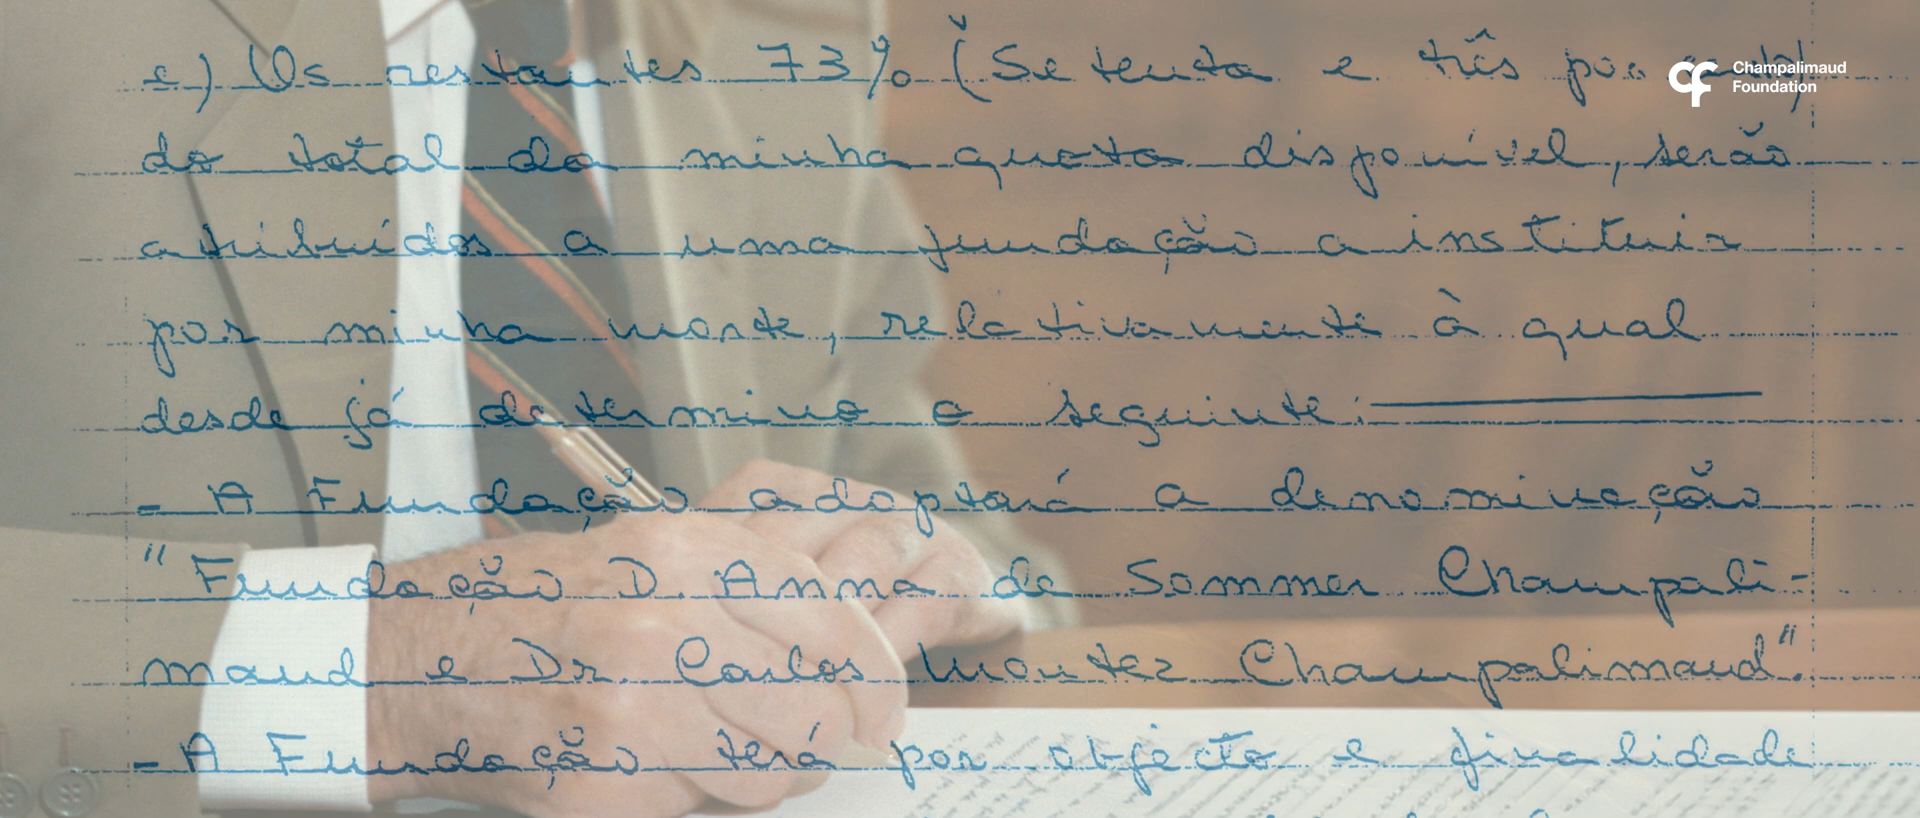 e) Os restantes 73% (Setenta e três por cento)
do total da minha quota disponível, serão
atribuídos a uma fundação a instituir
por minha morte, relativamente à qual
desde já determino o seguinte:
- A Fundação adoptará a denominação
"Fundação D. Anna de Sommer Champali-
maud e Dr. Carlos Montez Champalimaud".
- A Fundação terá por objecto e finalidade
Champalimaud
Foundation